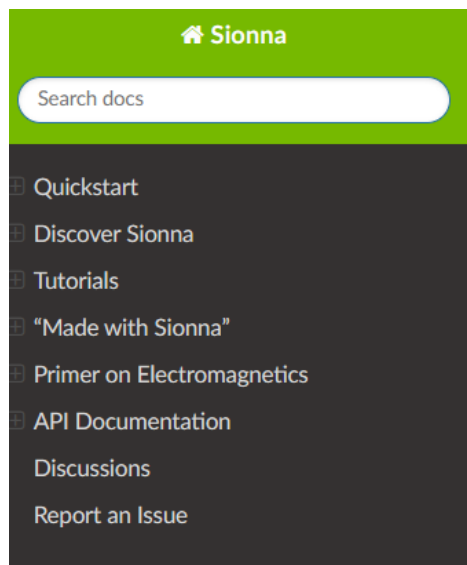 Sionna
Search docs
Quickstart
Discover Sionna
Tutorials
“Made with Sionna”
Primer on Electromagnetics
API Documentation
Discussions
Report an Issue